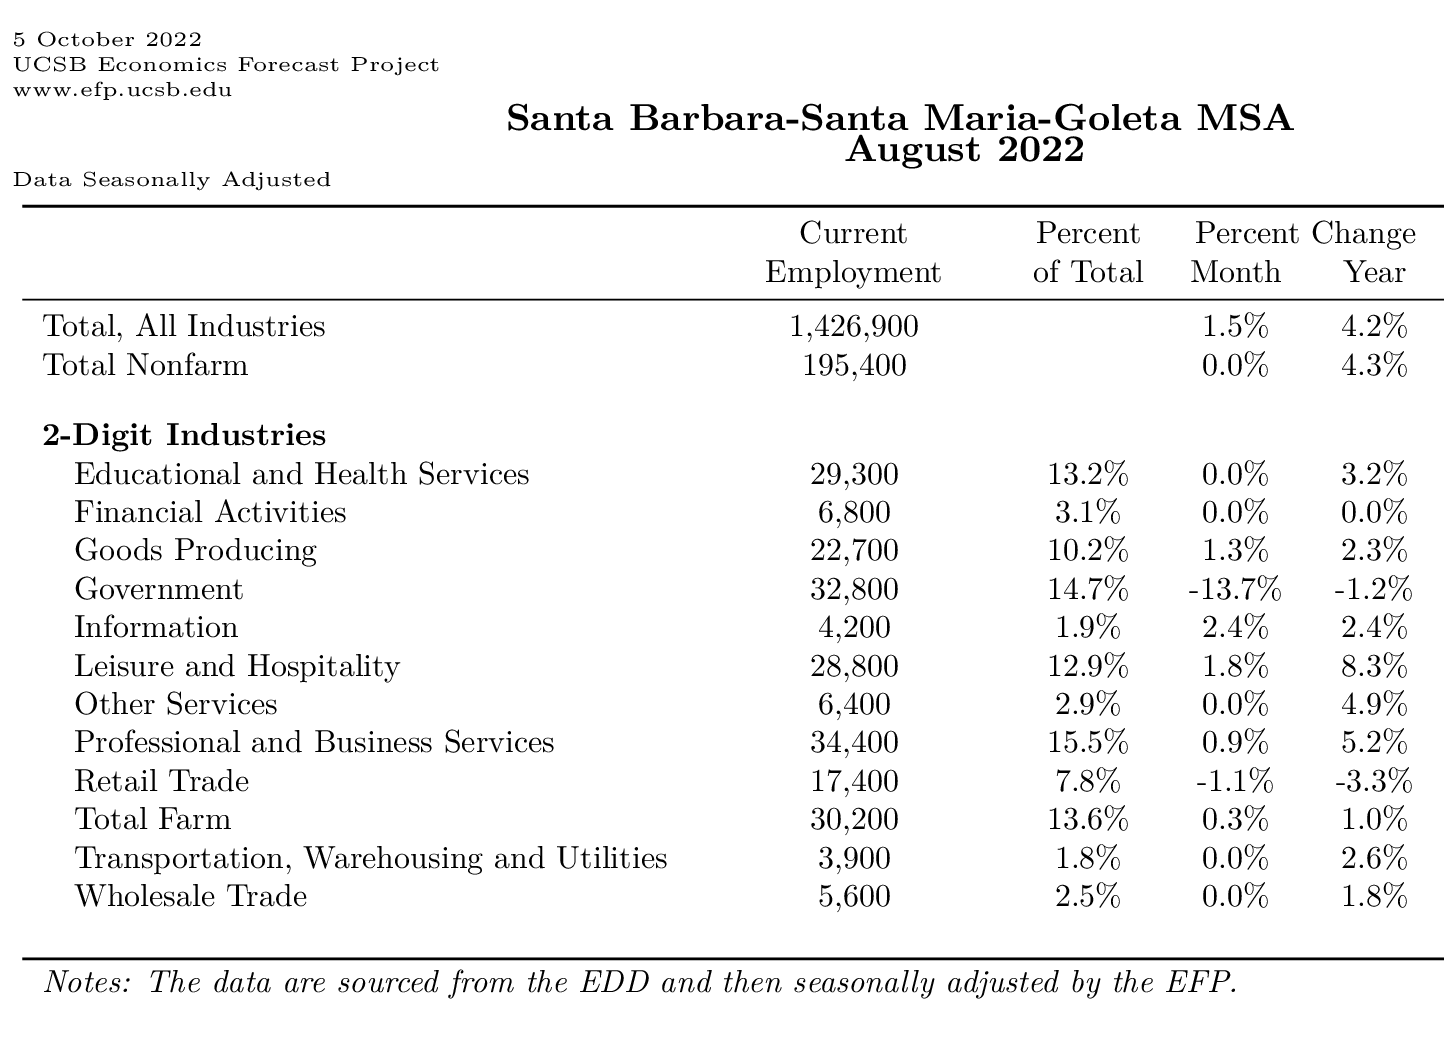 5 October 2022
UCSB Economics Forecast Project
www.efp.ucsb.edu
Santa Barbara-Santa Maria-Goleta MSA
August 2022
Data Seasonally Adjusted
Current Percent Percent Change
Employment of Total Month Year
Total, All Industries 1,426,900 1.5% 4.2%
Total Nonfarm 195,400 0.0% 4.3%
2-Digit Industries
Educational and Health Services 29,300 13.2% 0.0% 3.2%
Financial Activities 6,800 3.1% 0.0% 0.0%
Goods Producing 22,700 10.2% 1.3% 2.3%
Government 32,800 14.7% -13.7% -1.2%
Information 4,200 1.9% 2.4% 2.4%
Leisure and Hospitality 28,800 12.9% 1.8% 8.3%
Other Services 6,400 2.9% 0.0% 4.9%
Professional and Business Services 34,400 15.5% 0.9% 5.2%
Retail Trade 17,400 7.8% -1.1% -3.3%
Total Farm 30,200 13.6% 0.3% 1.0%
Transportation, Warehousing and Utilities 3,900 1.8% 0.0% 2.6%
Wholesale Trade 5,600 2.5% 0.0% 1.8%
Notes: The data are sourced from the EDD and then seasonally adjusted by the EFP.